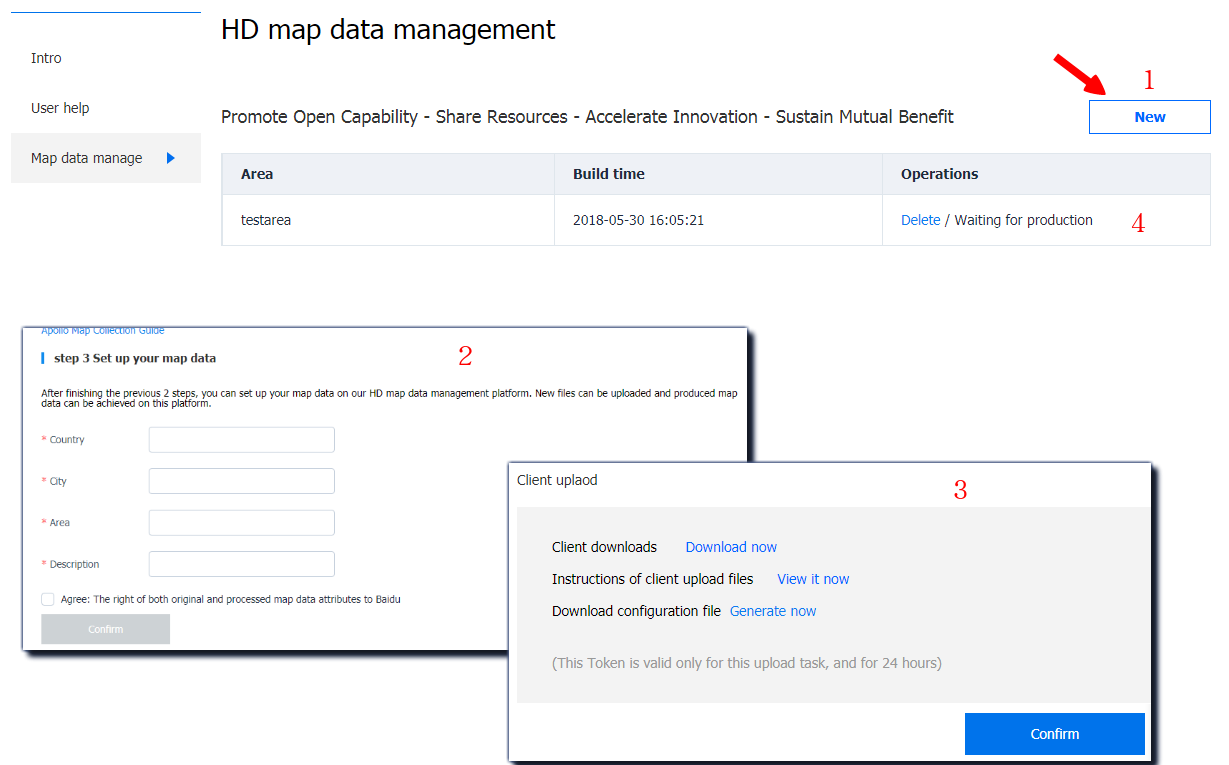 HD map data management
Intro
User help
Map data manage
1
Promote Open Capability - Share Resources - Accelerate Innovation - Sustain Mutual Benefit
New
Area Build time Operations
testarea 2018-05-30 16:05:21 Delete / Waiting for production 4
Apollo Map Collection Guide
2
step 3 Set up your map data
After finishing the previous 2 steps, you can set up your map data on our HD map data management platform. New files can be uploaded and produced map
data can be achieved on this platform.
* Country
* City
* Area
* Description
Agree: The right of both original and processed map data attributes to Baidu
Confirm
Client uplaod
3
Client downloads Download now
Instructions of client upload files View it now
Download configuration file Generate now
(This Token is valid only for this upload task, and for 24 hours)
Confirm